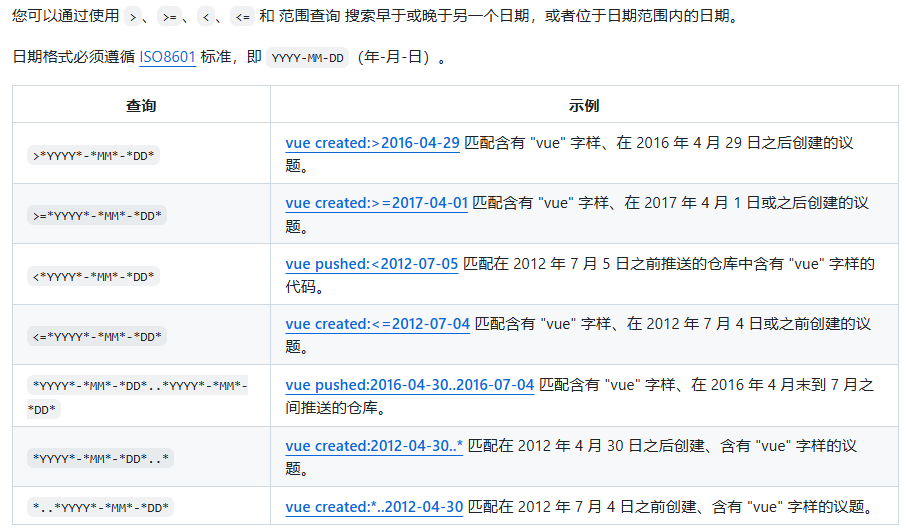 您可以通过使用 >、>=、<、<= 和 范围查询 搜索早于或晚于另一个日期，或者位于日期范围内的日期。
日期格式必须遵循 ISO8601 标准，即 YYYY-MM-DD（年-月-日）。
查询 示例
>*YYYY*-*MM*-*DD* vue created:>2016-04-29 匹配含有 "vue" 字样、在 2016 年 4 月 29 日之后创建的议
题。
>=*YYYY*-*MM*-*DD* vue created:>=2017-04-01 匹配含有 "vue" 字样、在 2017 年 4 月 1 日或之后创建的议
题。
<*YYYY*-*MM*-*DD* vue pushed:<2012-07-05 匹配在 2012 年 7 月 5 日之前推送的仓库中含有 "vue" 字样的
代码。
<=*YYYY*-*MM*-*DD* vue created:<=2012-07-04 匹配含有 "vue" 字样、在 2012 年 7 月 4 日或之前创建的议
题。
*YYYY*-*MM*-*DD*..*YYYY*-*MM*- vue pushed:2016-04-30..2016-07-04 匹配含有 "vue" 字样、在 2016 年 4 月末到 7 月之
*DD* 间推送的仓库。
*YYYY*-*MM*-*DD*..* vue created:2012-04-30..* 匹配在 2012 年 4 月 30 日之后创建、含有 "vue" 字样的议
题。
*..*YYYY*-*MM*-*DD* vue created:*..2012-04-30 匹配在 2012 年 7 月 4 日之前创建、含有 "vue" 字样的议题。